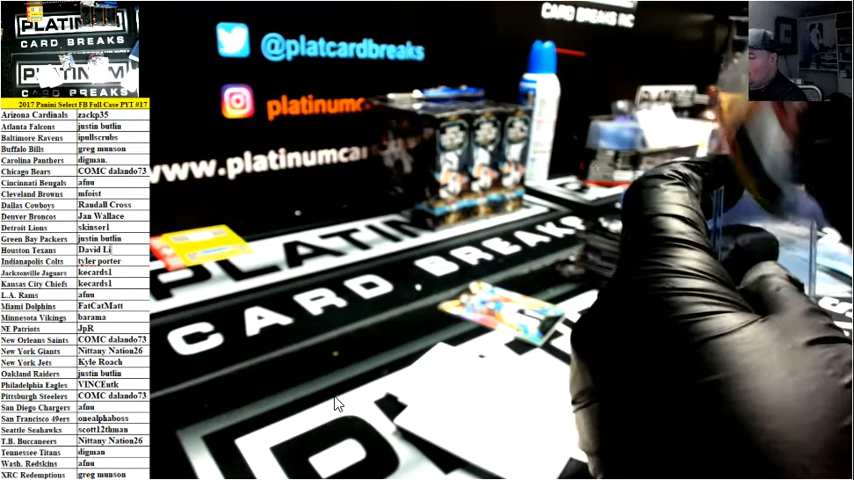 PLATINUM
CARD BREAKS
PLATINUM
CARD BREAKS
2017 Panini Select FB Full Case PYT #17
Arizona Cardinals zackp35
Atlanta Falcons justin butlin
Baltimore Ravens ipullscrubs
Buffalo Bills greg munson
Carolina Panthers digman.
Chicago Bears COMC dalando73
Cincinnati Bengals afnu
Cleveland Browns mfoist
Dallas Cowboys Randall Cross
Denver Broncos Jan Wallace
Detroit Lions skinser1
Green Bay Packers justin butlin
Houston Texans David Li
Indianapolis Colts tyler porter
Jacksonville Jaguars kecards1
Kansas City Chiefs kecards1
L.A. Rams afnu
Miami Dolphins FatCatMatt
Minnesota Vikings barama
NE Patriots JpR
New Orleans Saints COMC dalando73
New York Giants Nittany Nation26
New York Jets Kyle Roach
Oakland Raiders justin butlin
Philadelphia Eagles VINCEntk
Pittsburgh Steelers COMC dalando73
San Diego Chargers afnu
San Francisco 49ers onealphaboss
Seattle Seahawks scott12thman
T.B. Buccaneers Nittany Nation26
Tennessee Titans digman
Wash. Redskins afnu
XRC Redemptions greg munson
CARD BREAKS
@platcardbreaks
platinumc
www.platinumcar
PLATIN
CARD BREAKS